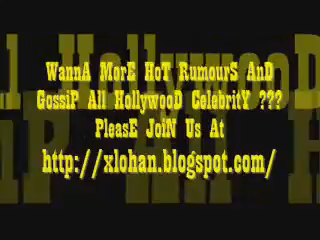 WannA MorE HoT RumourS AnD
GossiP All HollywooD CelebritY ???
PleasE JoiN Us At
http://xlohan.blogspot.com/